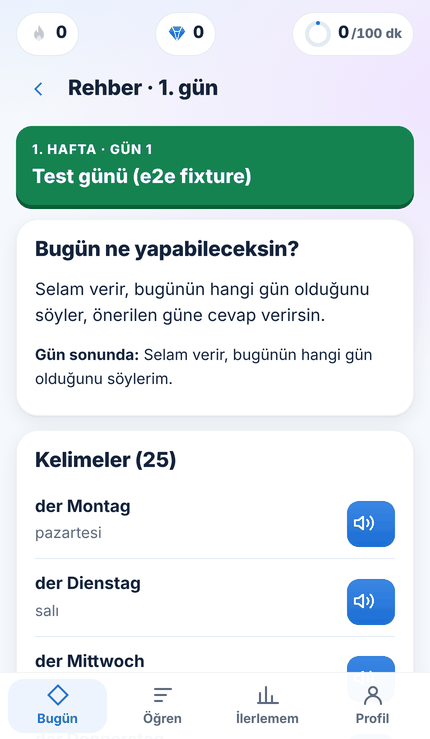 0
0
0 /100 dk
Rehber · 1. gün
1. HAFTA · GÜN 1
Test günü (e2e fixture)
Bugün ne yapabileceksin?
Selam verir, bugünün hangi gün olduğunu
söyler, önerilen güne cevap verirsin.
Gün sonunda: Selam verir, bugünün hangi gün
olduğunu söylerim.
Kelimeler (25)
der Montag
pazartesi
der Dienstag
salı
der Mittwoch
Bugün
Öğren
İlerlemem
Profil